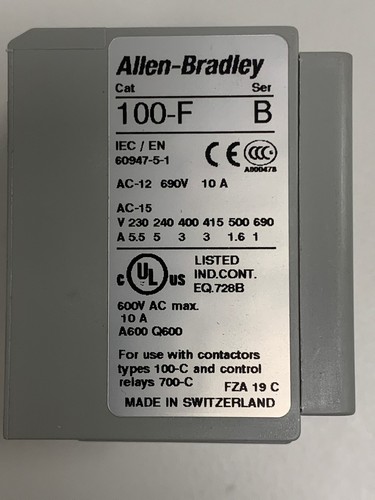 Allen-Bradley
Cat Ser
100-F B
IEC / EN
60947-5-1
CE CCC
A000478
AC-12 690V 10 A
AC-15
V 230 240 400 415 500 690
A 5.5 5 3 3 1.6 1
c UL us LISTED
IND.CONT.
EQ.728B
600V AC max.
10 A
A600 Q600
For use with contactors
types 100-C and control
relays 700-C FZA 19 C
MADE IN SWITZERLAND